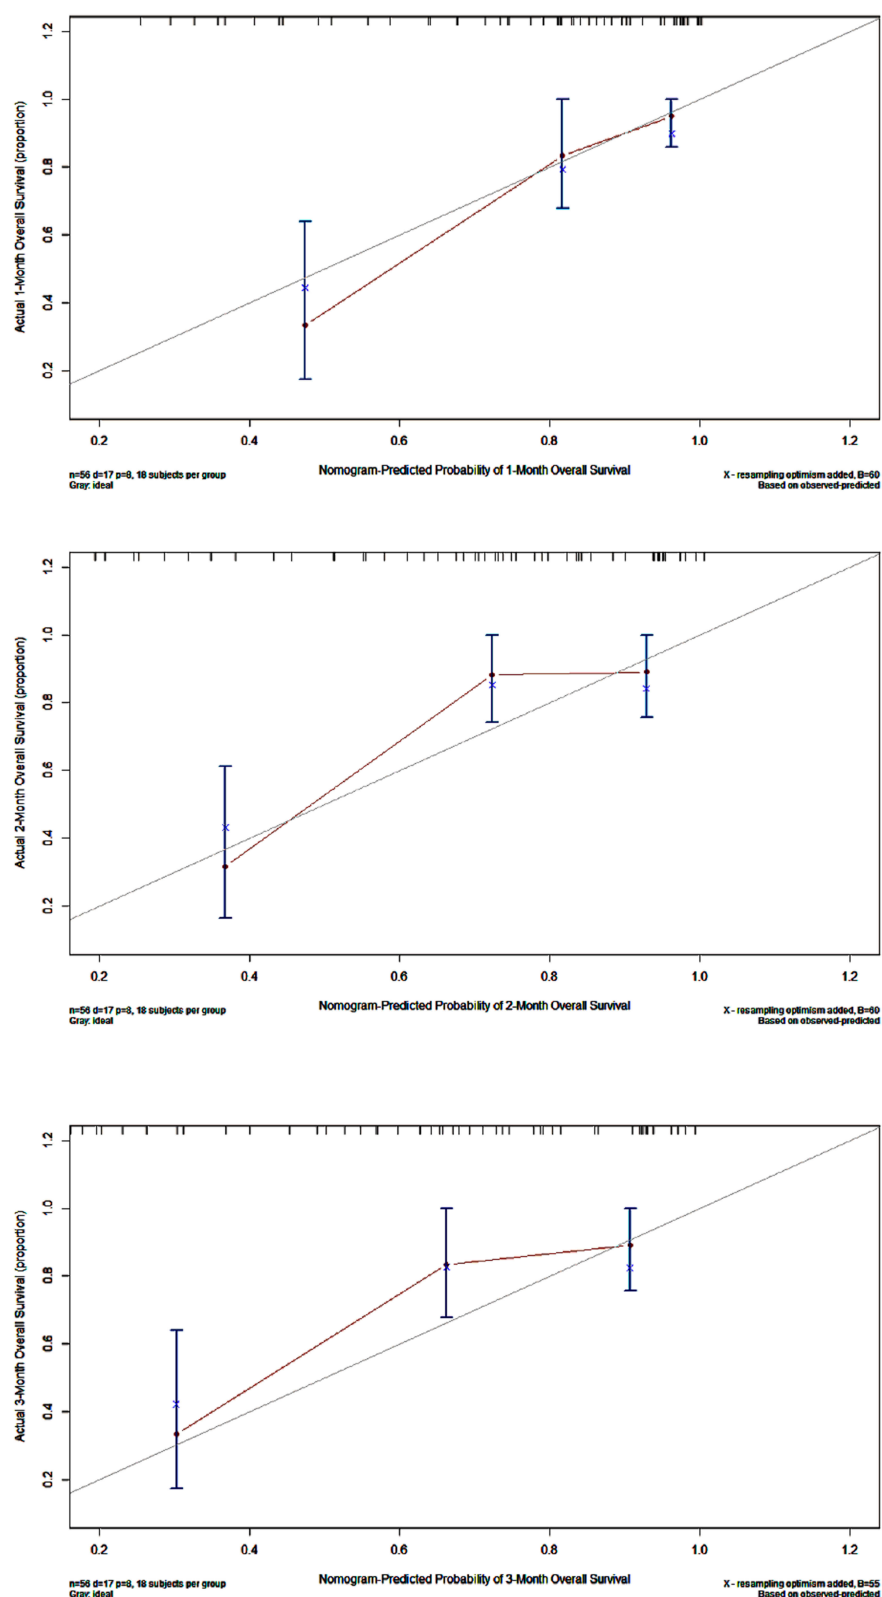 1.2
1.0
0.8
0.6
0.4
0.2
Actual 1-Month Overall Survival (proportion)
0.2 0.4 0.6 0.8 1.0 1.2
Nomogram-Predicted Probability of 1-Month Overall Survival
n=56 d=17 p=8, 18 subjects per group
Gray: ideal
X - resampling optimism added, B=60
Based on observed-predicted
1.2
1.0
0.8
0.6
0.4
0.2
Actual 2-Month Overall Survival (proportion)
0.2 0.4 0.6 0.8 1.0 1.2
Nomogram-Predicted Probability of 2-Month Overall Survival
n=56 d=17 p=8, 18 subjects per group
Gray: ideal
X - resampling optimism added, B=60
Based on observed-predicted
1.2
1.0
0.8
0.6
0.4
0.2
Actual 3-Month Overall Survival (proportion)
0.2 0.4 0.6 0.8 1.0 1.2
Nomogram-Predicted Probability of 3-Month Overall Survival
n=56 d=17 p=8, 18 subjects per group
Gray: ideal
X - resampling optimism added, B=55
Based on observed-predicted